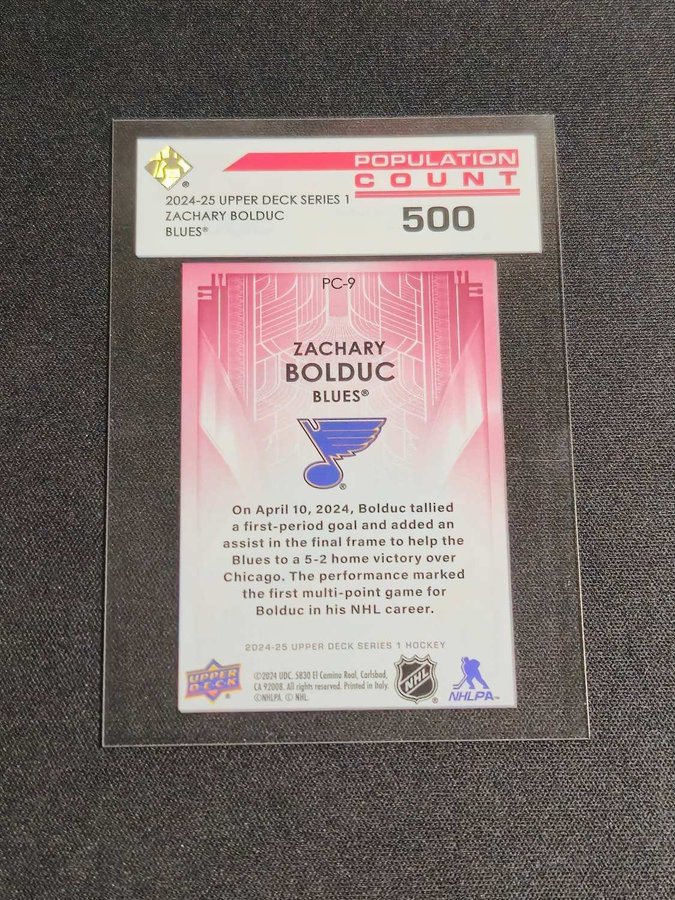 POPULATION
COUNT
500
2024-25 UPPER DECK SERIES 1
ZACHARY BOLDUC
BLUES®
®
PC-9
ZACHARY
BOLDUC
BLUES®
®
On April 10, 2024, Bolduc tallied
a first-period goal and added an
assist in the final frame to help the
Blues to a 5-2 home victory over
Chicago. The performance marked
the first multi-point game for
Bolduc in his NHL career.
2024-25 UPPER DECK SERIES 1 HOCKEY
UPPER
DECK®
©2024 UDC. 5830 El Camino Real, Carlsbad,
CA 92008. All rights reserved. Printed in Italy.
©NHLPA. © NHL.
NHL®
NHLPA™